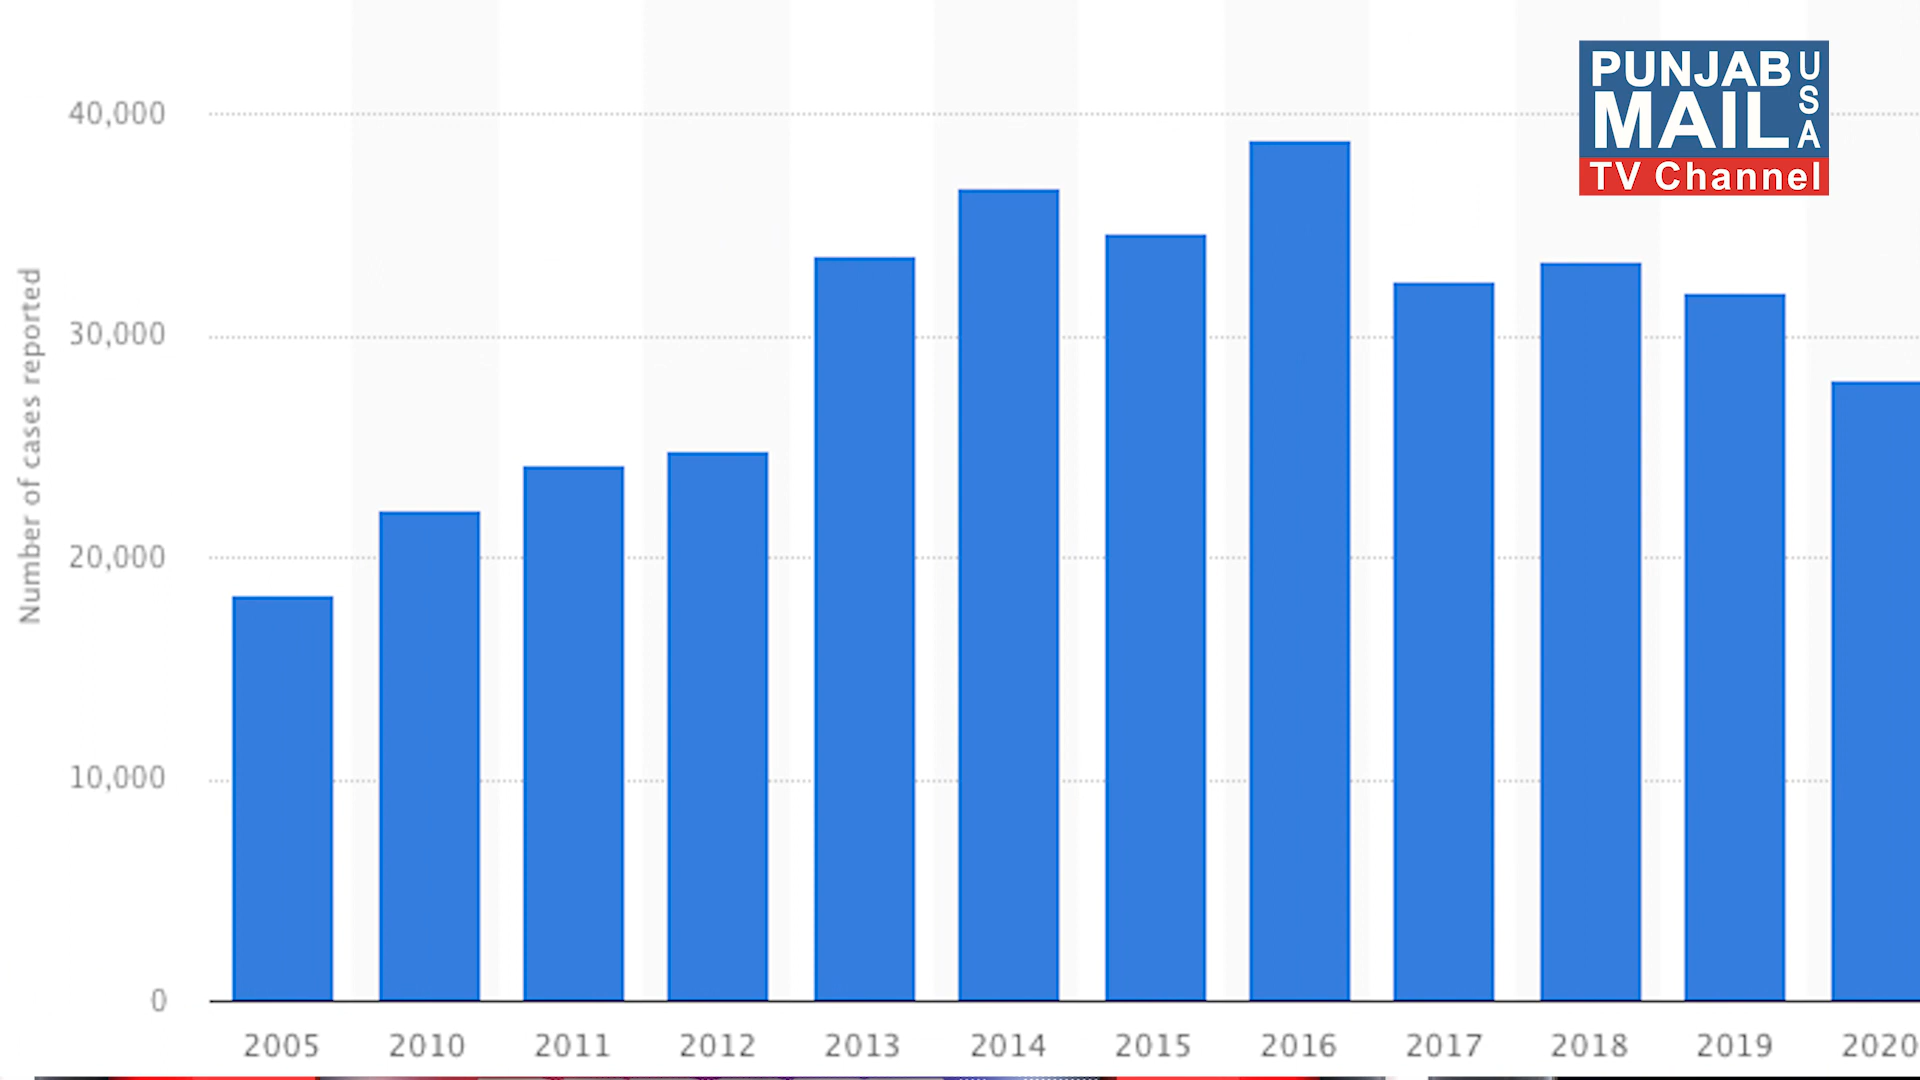 40,000
30,000
20,000
10,000
0
Number of cases reported
2005 2010 2011 2012 2013 2014 2015 2016 2017 2018 2019 2020
PUNJAB
MAIL
USA
TV Channel